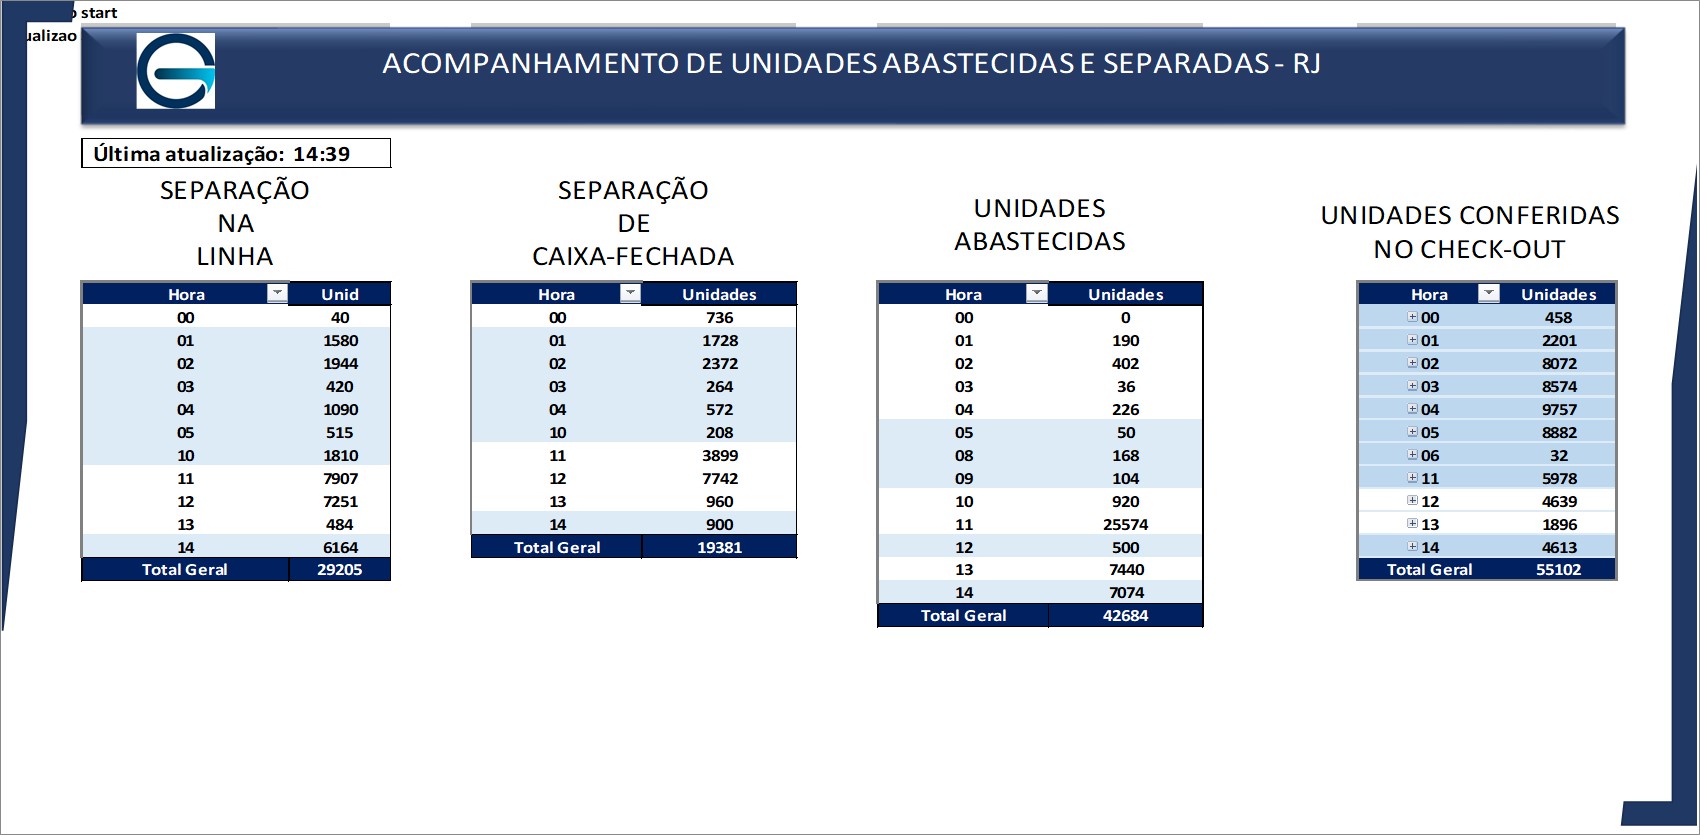 start
ACOMPANHAMENTO DE UNIDADES ABASTECIDAS E SEPARADAS - RJ
Última atualização: 14:39
SEPARAÇÃO
NA
LINHA
Hora Unid
00 40
01 1580
02 1944
03 420
04 1090
05 515
10 1810
11 7907
12 7251
13 484
14 6164
Total Geral 29205
SEPARAÇÃO
DE
CAIXA-FECHADA
Hora Unidades
00 736
01 1728
02 2372
03 264
04 572
10 208
11 3899
12 7742
13 960
14 900
Total Geral 19381
UNIDADES
ABASTECIDAS
Hora Unidades
00 0
01 190
02 402
03 36
04 226
05 50
08 168
09 104
10 920
11 25574
12 500
13 7440
14 7074
Total Geral 42684
UNIDADES CONFERIDAS
NO CHECK-OUT
Hora Unidades
00 458
01 2201
02 8072
03 8574
04 9757
05 8882
06 32
11 5978
12 4639
13 1896
14 4613
Total Geral 55102